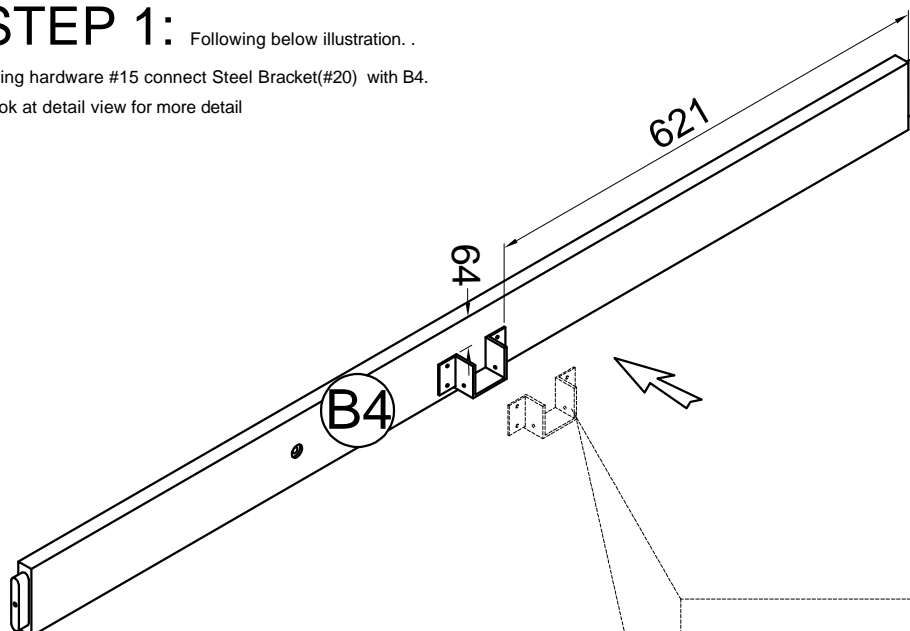 STEP 1: Following below illustration. .
ing hardware #15 connect Steel Bracket(#20) with B4.
ok at detail view for more detail
621
64
B4